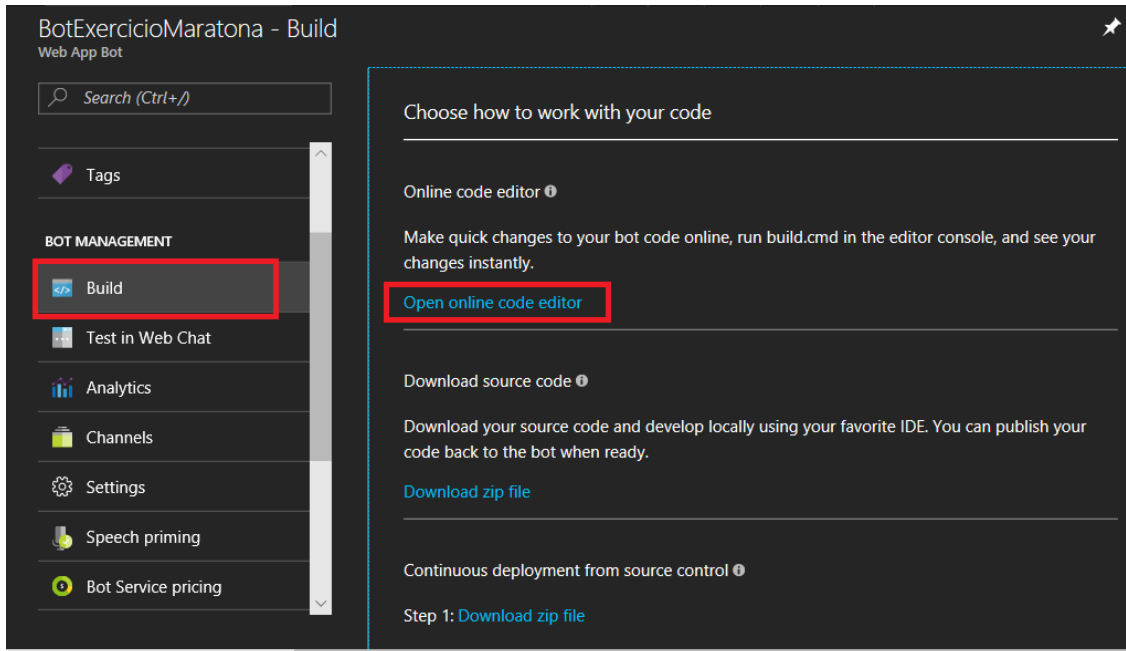 BotExercicioMaratona - Build
Web App Bot
Search (Ctrl+/)
Tags
BOT MANAGEMENT
Build
Test in Web Chat
Analytics
Channels
Settings
Speech priming
Bot Service pricing
Choose how to work with your code
Online code editor
Make quick changes to your bot code online, run build.cmd in the editor console, and see your
changes instantly.
Open online code editor
Download source code
Download your source code and develop locally using your favorite IDE. You can publish your
code back to the bot when ready.
Download zip file
Continuous deployment from source control
Step 1: Download zip file